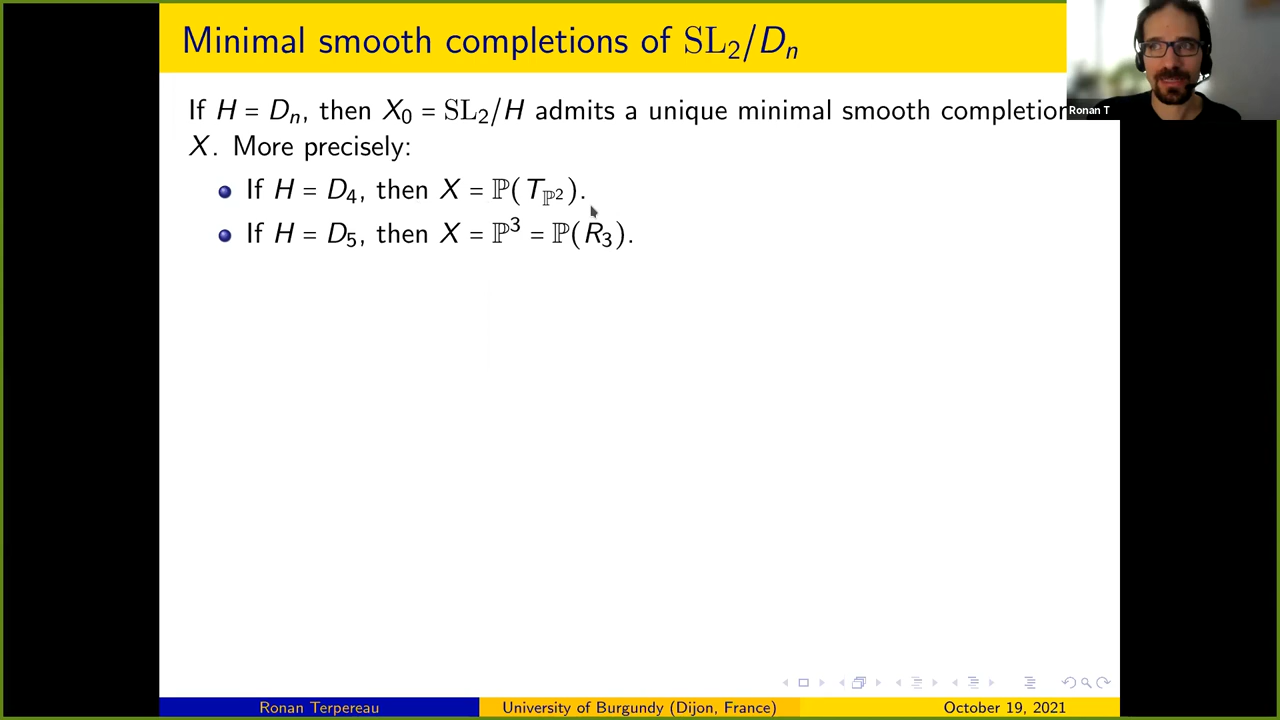 Minimal smooth completions of SL₂/Dₙ
Ronan T
If H = Dₙ, then X₀ = SL₂/H admits a unique minimal smooth completion
X. More precisely:
If H = D₄, then X = ℙ(T_ℙ²).
If H = D₅, then X = ℙ³ = ℙ(R₃).
Ronan Terpereau
University of Burgundy (Dijon, France)
October 19, 2021